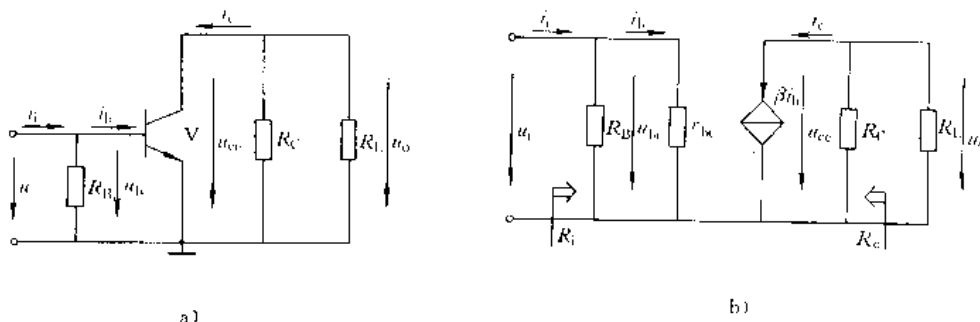 i_i
i_b
i_c
V
u_i
R_B
u_be
u_ce
R_C
R_L
u_o
a)
i_i
i_b
i_c
u_i
R_B
u_be
r_be
βi_b
u_ce
R_C
R_L
R_i
R_o
b)